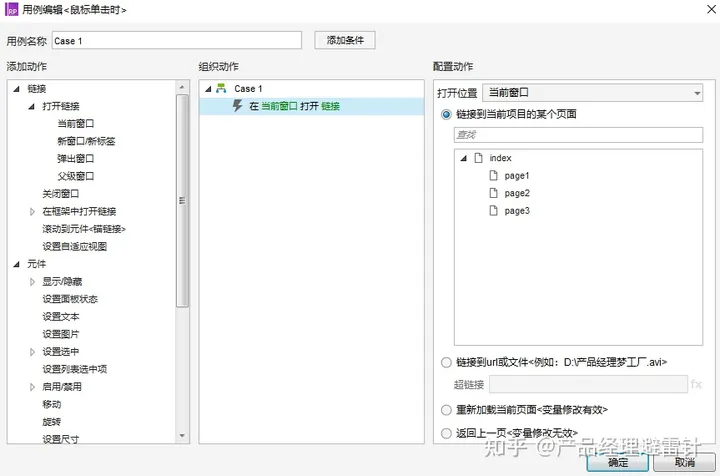 RP 用例编辑<鼠标单击时>
用例名称 Case 1 添加条件
添加动作 组织动作 配置动作
链接
打开链接
当前窗口
新窗口/新标签
弹出窗口
父级窗口
关闭窗口
在框架中打开链接
滚动到元件<锚链接>
设置自适应视图
元件
显示/隐藏
设置面板状态
设置文本
设置图片
设置选中
设置列表选中项
启用/禁用
移动
旋转
设置尺寸
Case 1
在 当前窗口 打开 链接
打开位置 当前窗口
链接到当前项目的某个页面
查找
index
page1
page2
page3
链接到url或文件<例如：D:\产品经理梦工厂.avi>
超链接 fx
重新加载当前页面<变量修改有效>
返回上一页<变量修改无效>
知乎 @产品经理避雷针
确定 取消